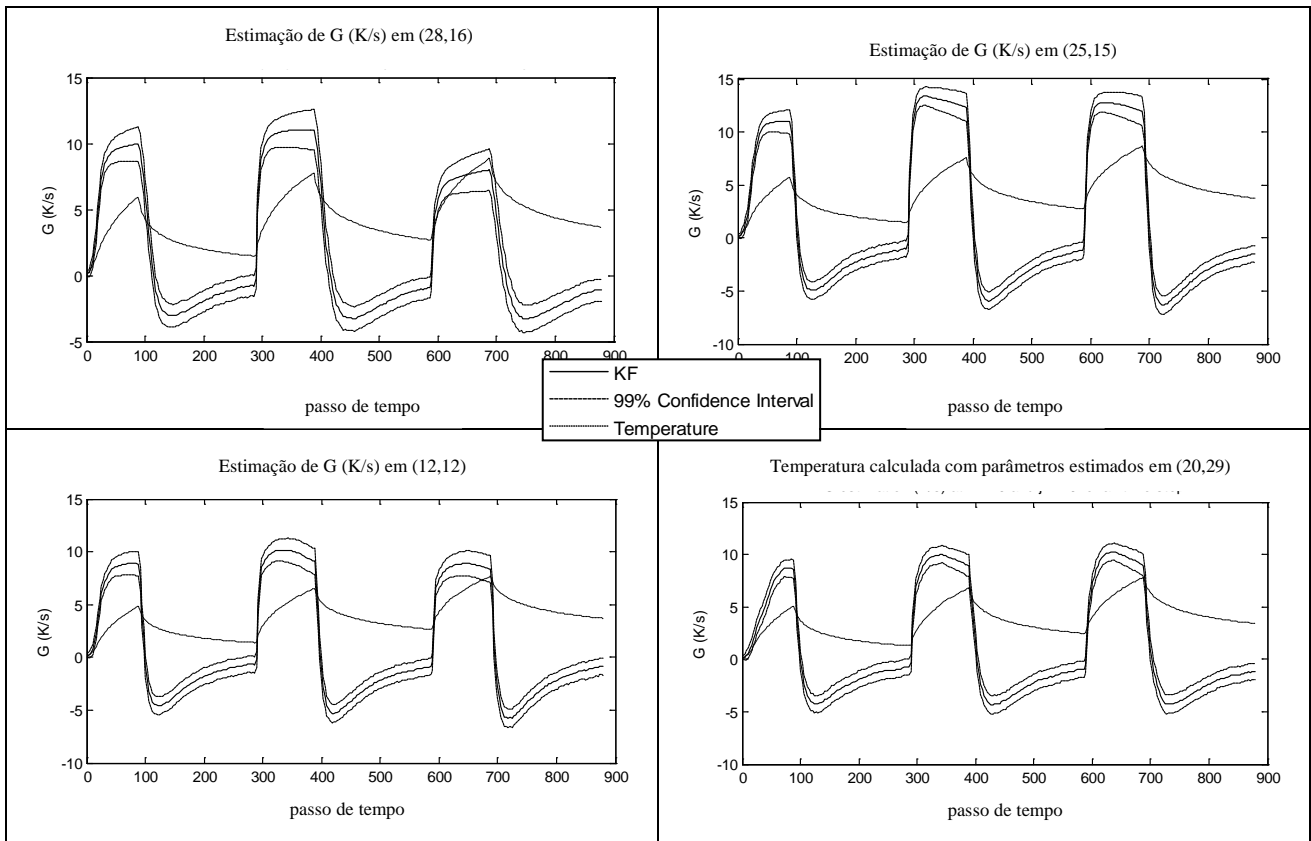 Estimação de G (K/s) em (28,16)
15
10
5
0
-5
G (K/s)
0 100 200 300 400 500 600 700 800 900
passo de tempo
Estimação de G (K/s) em (25,15)
15
10
5
0
-5
-10
G (K/s)
0 100 200 300 400 500 600 700 800 900
passo de tempo
KF
99% Confidence Interval
Temperature
Estimação de G (K/s) em (12,12)
15
10
5
0
-5
-10
G (K/s)
0 100 200 300 400 500 600 700 800 900
passo de tempo
Temperatura calculada com parâmetros estimados em (20,29)
15
10
5
0
-5
-10
G (K/s)
0 100 200 300 400 500 600 700 800 900
passo de tempo